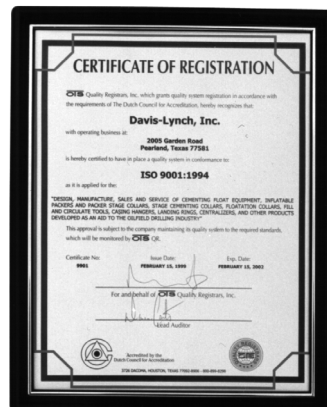 CERTIFICATE OF REGISTRATION
OTS Quality Registrars, Inc. which grants quality system registration in accordance with
the requirements of The Dutch Council for Accreditation, hereby recognizes that:
Davis-Lynch, Inc.
with operating business at:
2005 Garden Road
Pearland, Texas 77581
is hereby certified to have in place a quality system in conformance to:
ISO 9001:1994
as it is applied for the:
"DESIGN, MANUFACTURE, SALES AND SERVICE OF CEMENTING FLOAT EQUIPMENT, INFLATABLE
PACKERS AND PACKER STAGE COLLARS, STAGE CEMENTING COLLARS, FLOATATION COLLARS, FILL
AND CIRCULATE TOOLS, CASING HANGERS, LANDING RINGS, CENTRALIZERS, AND OTHER PRODUCTS
DEVELOPED AS AN AID TO THE OILFIELD DRILLING INDUSTRY"
This approval is subject to the company maintaining its quality system to the required standards,
which will be monitored by OTS QR.
Certificate No: Issue Date: Exp. Date:
9901 FEBRUARY 15, 1999 FEBRUARY 15, 2002
For and behalf of OTS Quality Registrars, Inc.
Lead Auditor
Accredited by the
Dutch Council for Accreditation
HOUSTON, TEXAS